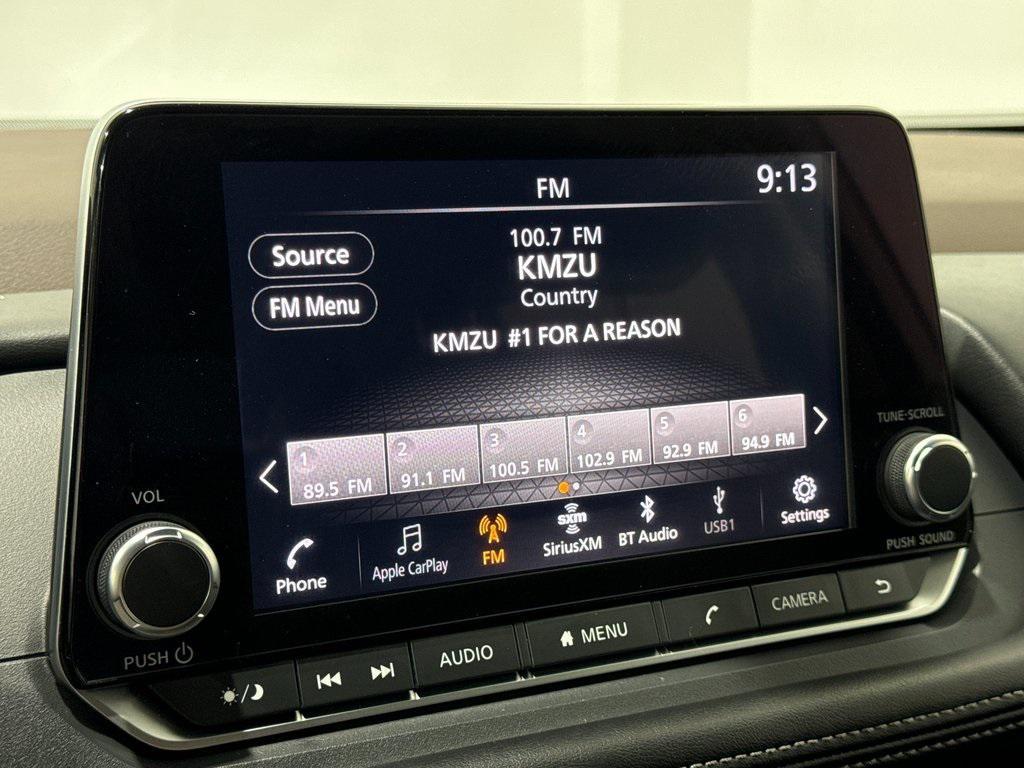 FM
9:13
Source
100.7 FM
KMZU
Country
FM Menu
KMZU #1 FOR A REASON
1
89.5 FM
2
91.1 FM
3
100.5 FM
4
102.9 FM
5
92.9 FM
6
94.9 FM
Phone
Apple CarPlay
FM
sxm
SiriusXM
BT Audio
USB1
Settings
VOL
PUSH
TUNE·SCROLL
PUSH SOUND
AUDIO
MENU
CAMERA